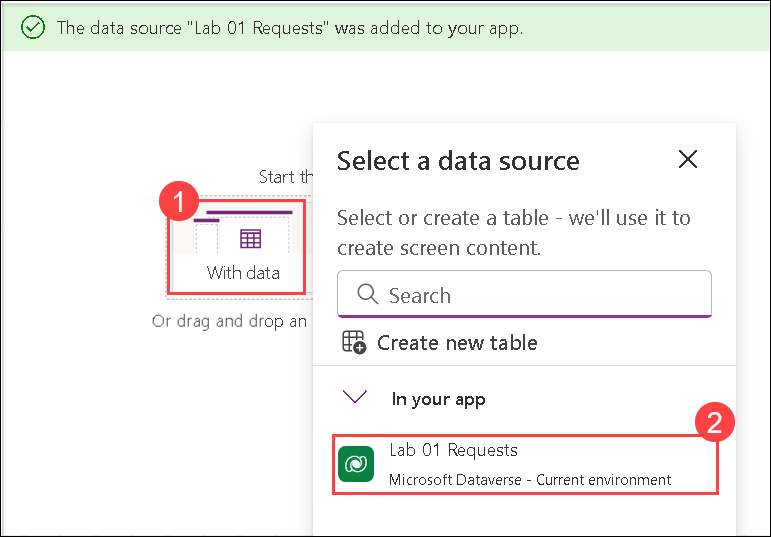 The data source "Lab 01 Requests" was added to your app.
Start th
1
With data
Or drag and drop an
Select a data source
Select or create a table - we'll use it to
create screen content.
Search
Create new table
In your app
2
Lab 01 Requests
Microsoft Dataverse - Current environment